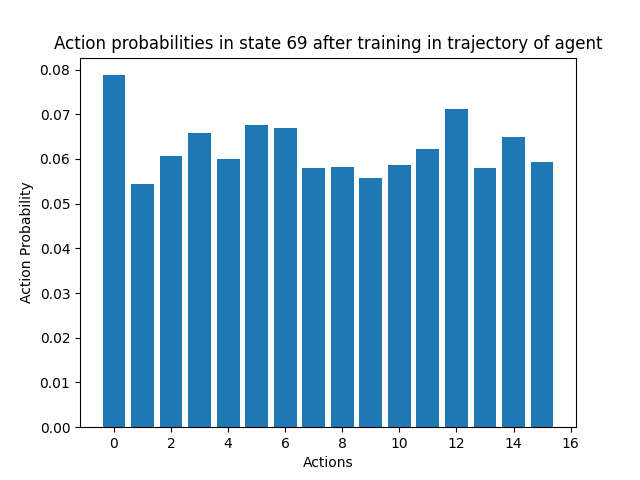 Action probabilities in state 69 after training in trajectory of agent
0.08
0.07
0.06
0.05
0.04
0.03
0.02
0.01
0.00
Action Probability
0 2 4 6 8 10 12 14 16
Actions